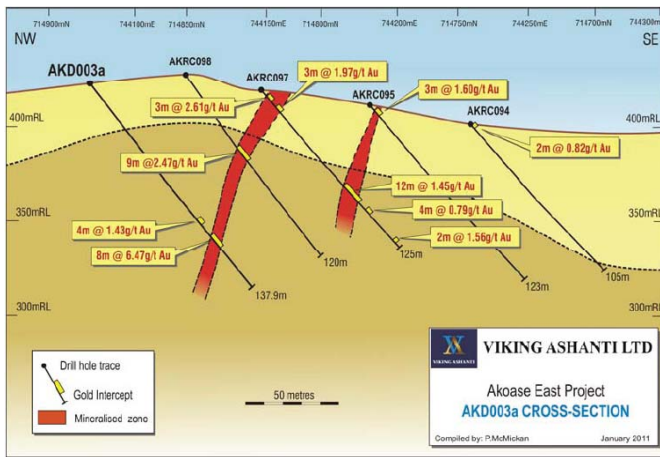 714900mN 744100mE 714850mN 744150mE 714800mN 744200mE 714750mN 744250mE 714700mN 744300mE
NW SE
AKD003a
AKRC098
AKRC097
AKRC095
AKRC094
3m @ 1.97g/t Au
3m @ 2.61g/t Au
3m @ 1.60g/t Au
2m @ 0.82g/t Au
400mRL 400mRL
9m @2.47g/t Au
12m @ 1.45g/t Au
4m @ 0.79g/t Au
2m @ 1.56g/t Au
350mRL 350mRL
4m @ 1.43g/t Au
8m @ 6.47g/t Au
120m
125m
137.9m
123m
105m
300mRL 300mRL
Drill hole trace
Gold Intercept
Mineralised zone
50 metres
VIKING ASHANTI
VIKING ASHANTI LTD
Akoase East Project
AKD003a CROSS-SECTION
Compiled by: P.McMickan January 2011